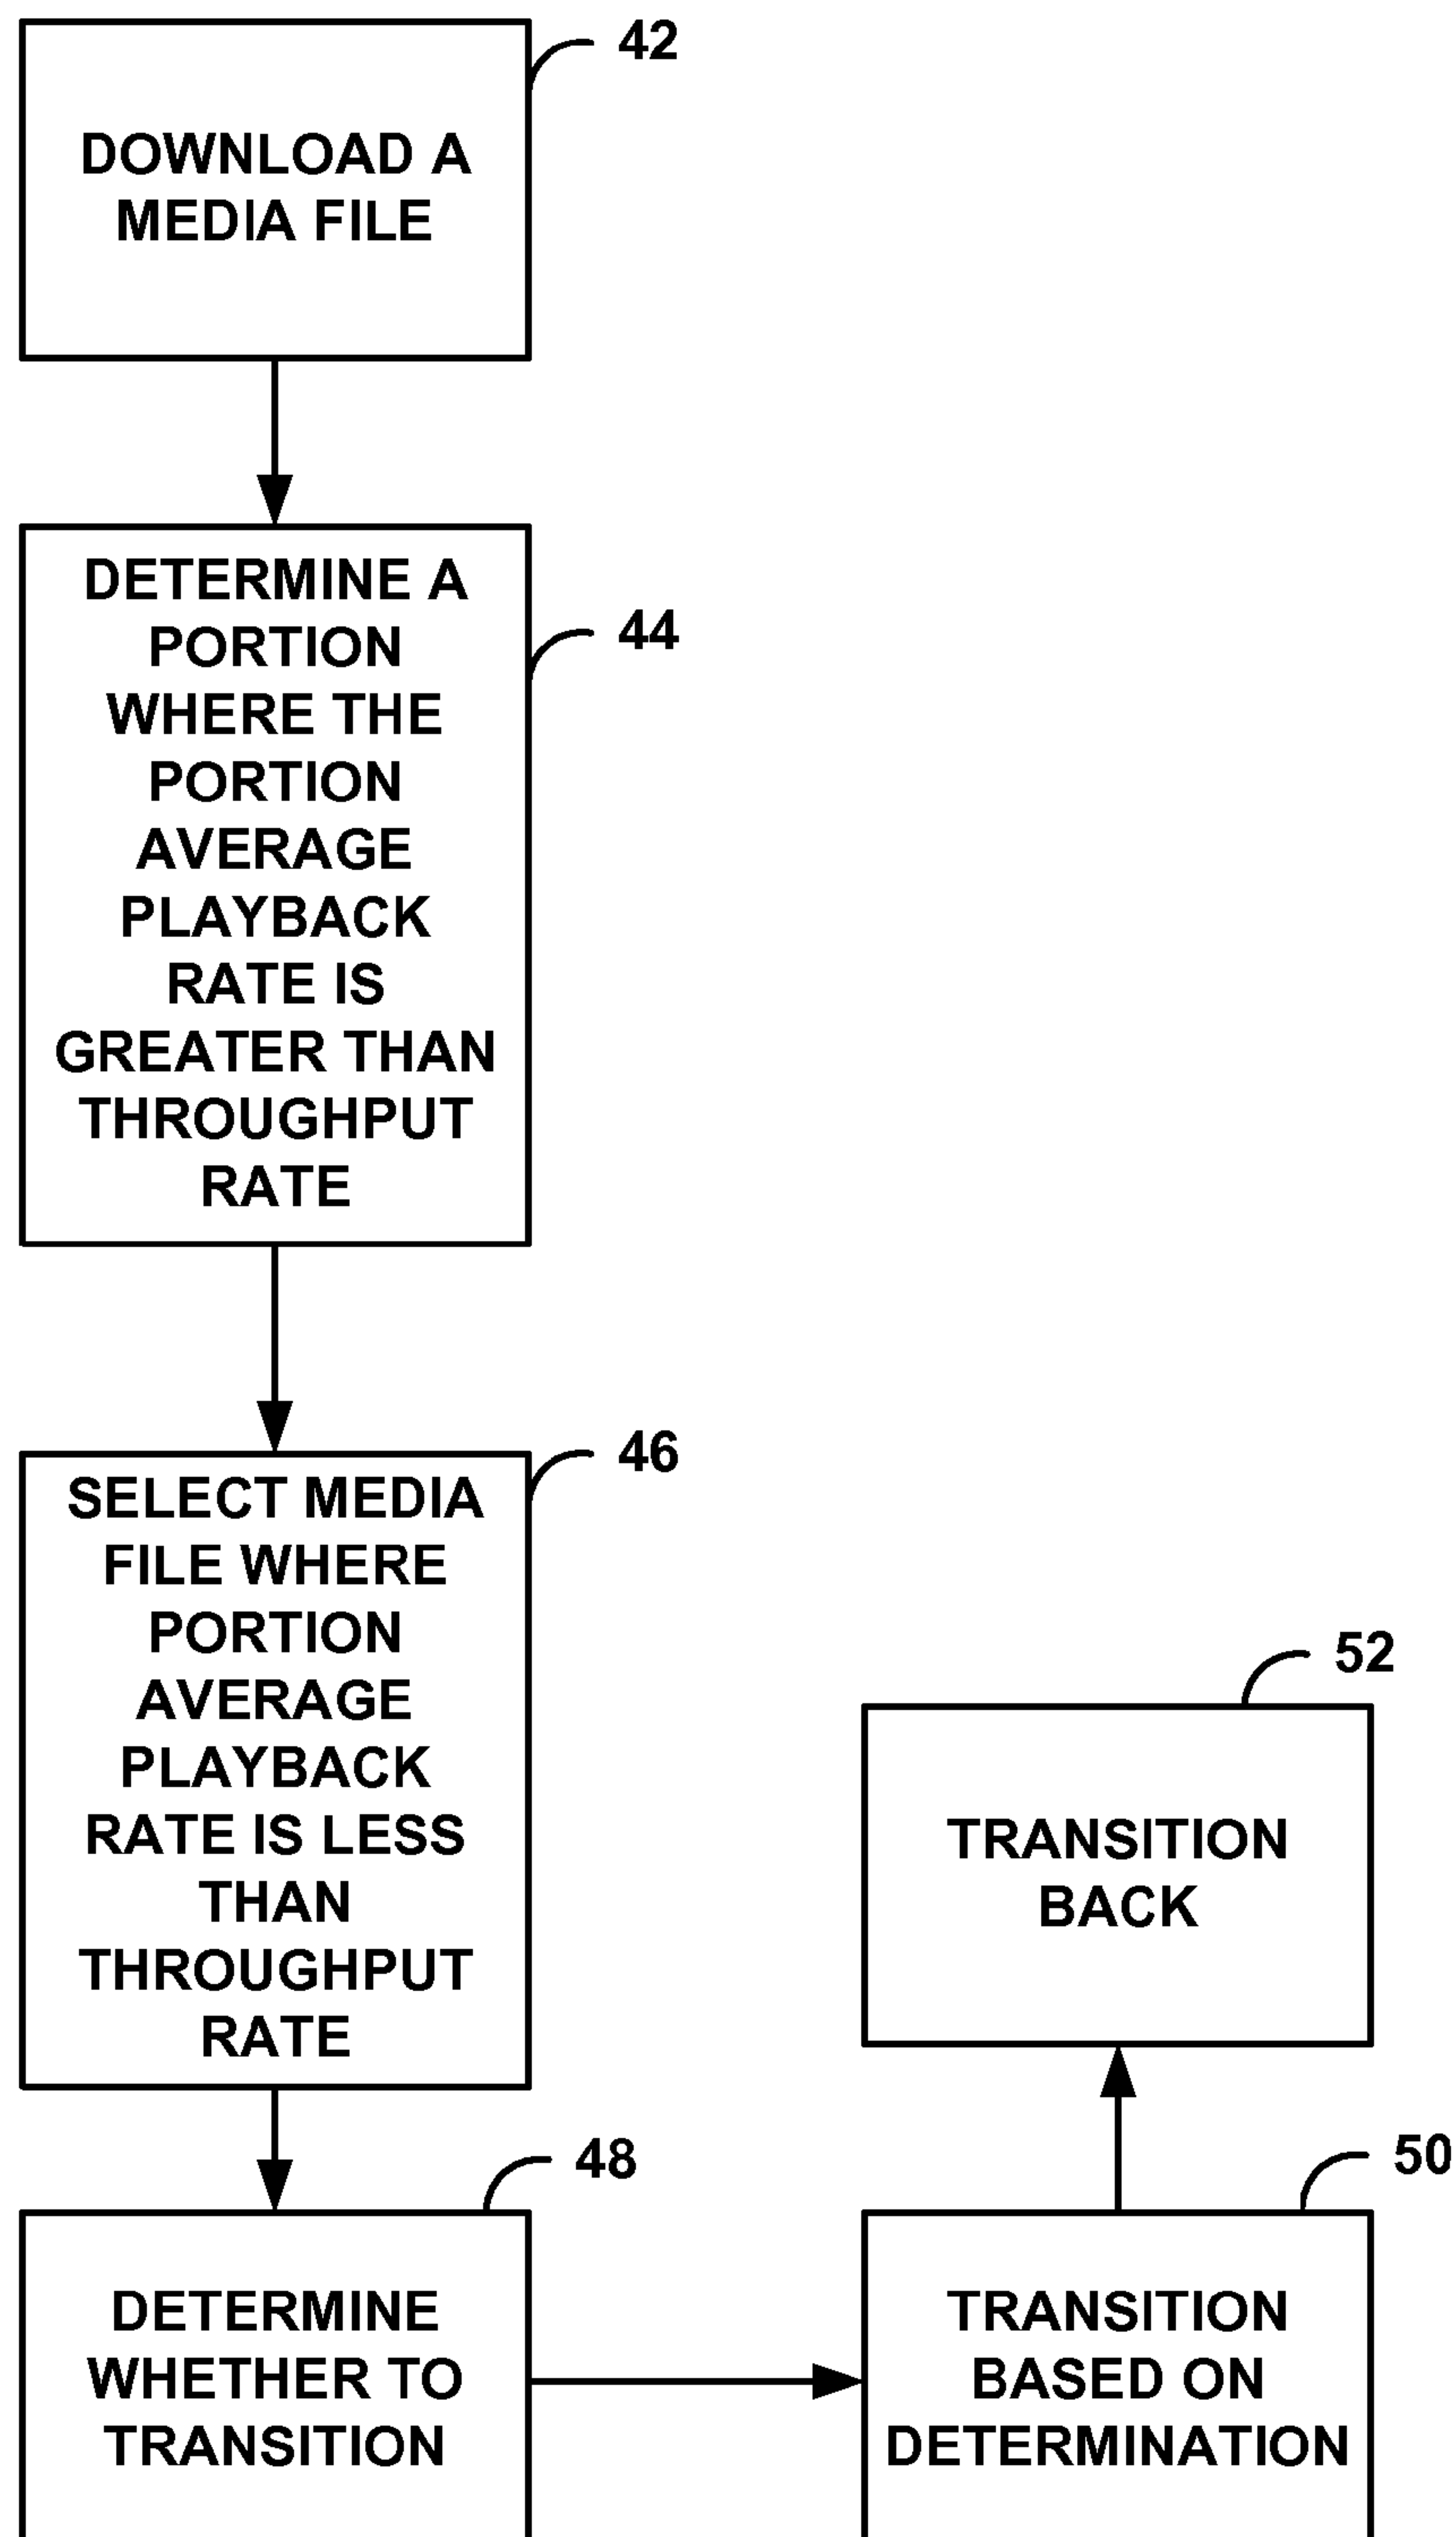 42
DOWNLOAD A
MEDIA FILE
44
DETERMINE A
PORTION
WHERE THE
PORTION
AVERAGE
PLAYBACK
RATE IS
GREATER THAN
THROUGHPUT
RATE
46
SELECT MEDIA
FILE WHERE
PORTION
AVERAGE
PLAYBACK
RATE IS LESS
THAN
THROUGHPUT
RATE
48
DETERMINE
WHETHER TO
TRANSITION
50
TRANSITION
BASED ON
DETERMINATION
52
TRANSITION
BACK